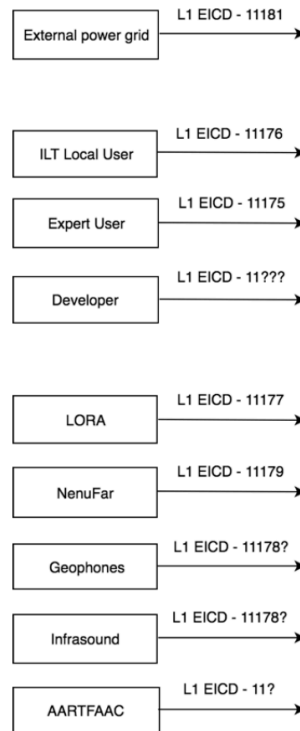 L1 EICD - 11181
External power grid
L1 EICD - 11176
ILT Local User
L1 EICD - 11175
Expert User
L1 EICD - 11???
Developer
L1 EICD - 11177
LORA
L1 EICD - 11179
NenuFar
L1 EICD - 11178?
Geophones
L1 EICD - 11178?
Infrasound
L1 EICD - 11?
AARTFAAC